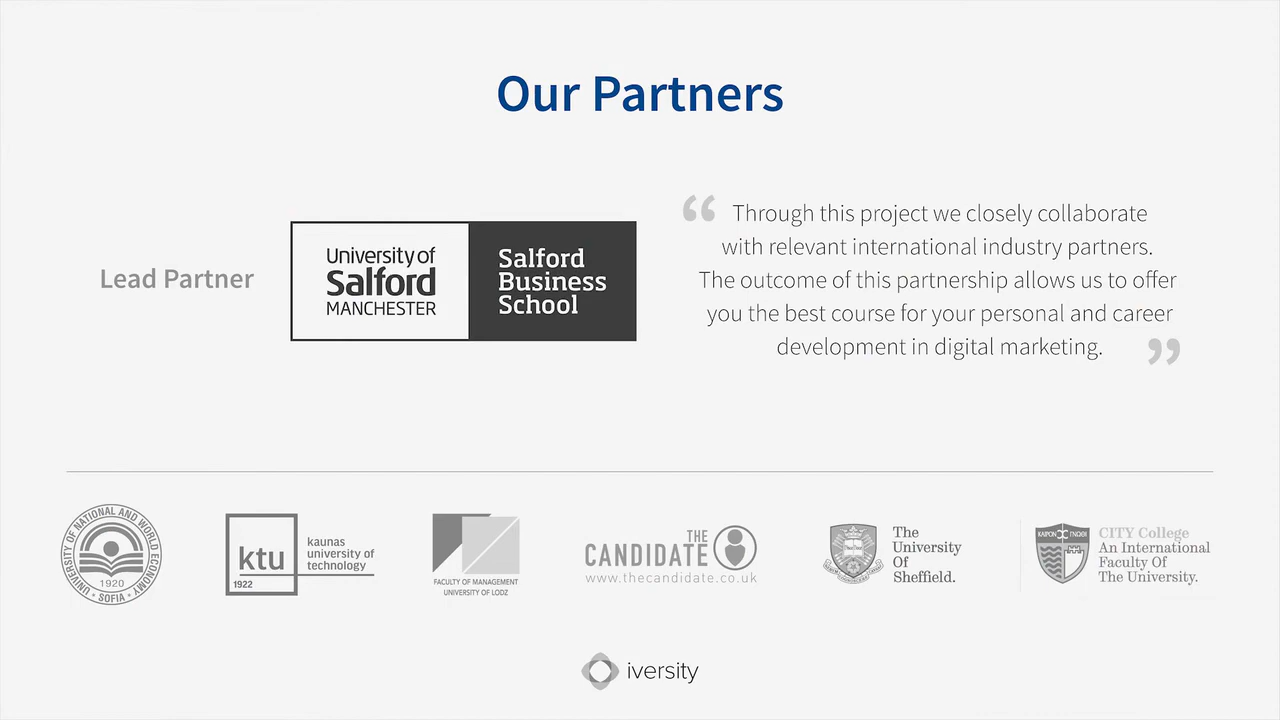 Our Partners
Lead Partner
University of
Salford
MANCHESTER
Salford
Business
School
“ Through this project we closely collaborate
with relevant international industry partners.
The outcome of this partnership allows us to offer
you the best course for your personal and career
development in digital marketing. ”
UNIVERSITY OF NATIONAL AND WORLD ECONOMY
1920
• SOFIA •
ktu
1922
kaunas
university of
technology
FACULTY OF MANAGEMENT
UNIVERSITY OF LODZ
THE
CANDIDATE
www.thecandidate.co.uk
The
University
Of
Sheffield.
CITY College
An International
Faculty Of
The University.
iversity